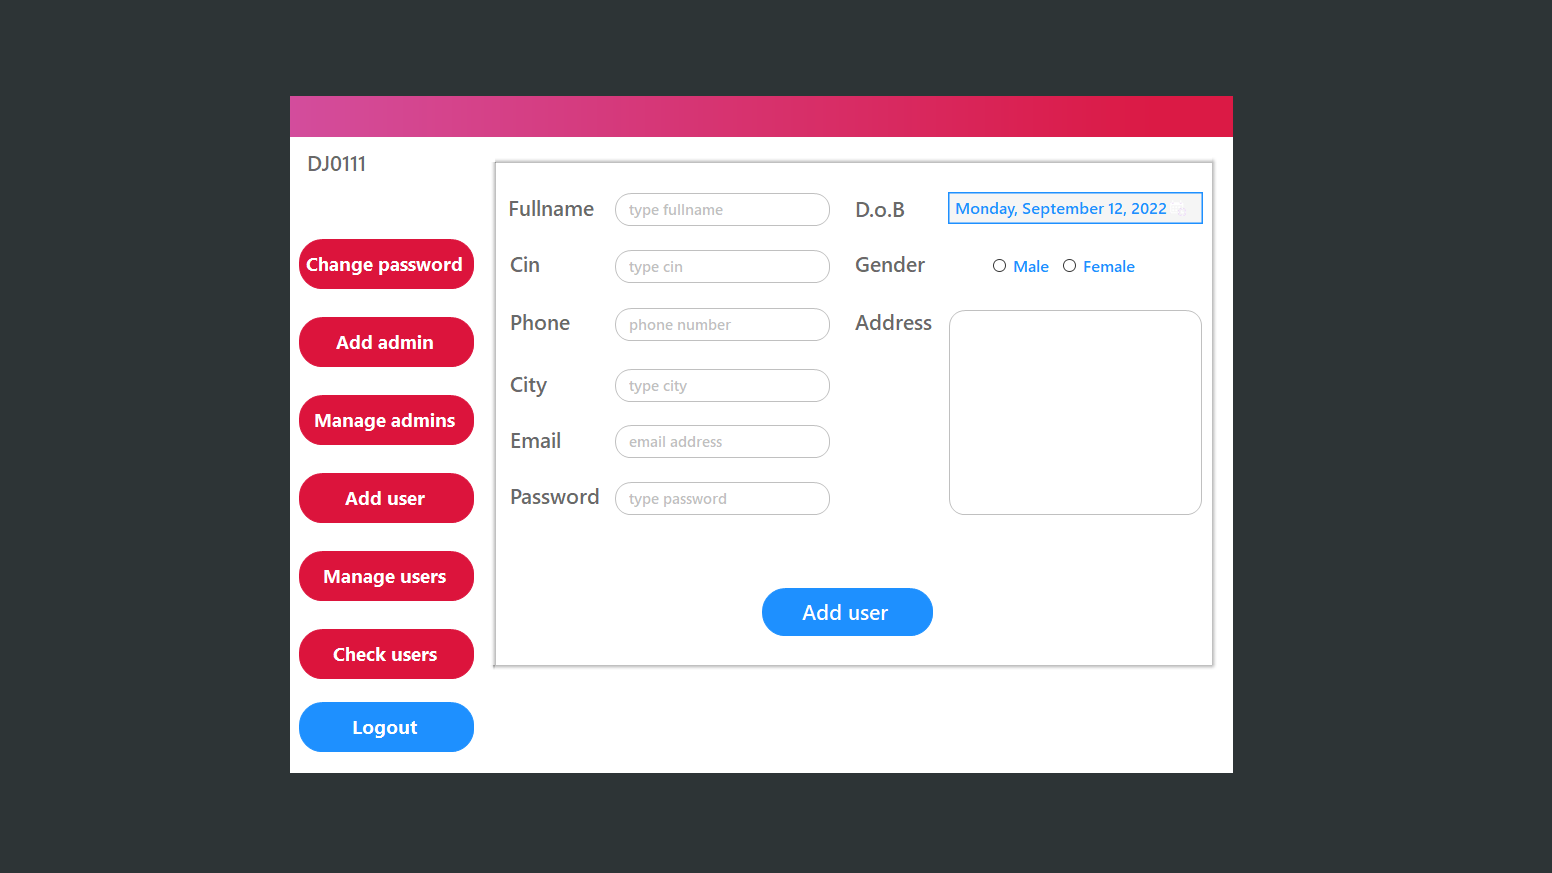 DJ0111
Change password
Add admin
Manage admins
Add user
Manage users
Check users
Logout
Fullname type fullname
Cin type cin
Phone phone number
City type city
Email email address
Password type password
D.o.B Monday, September 12, 2022
Gender Male Female
Address
Add user